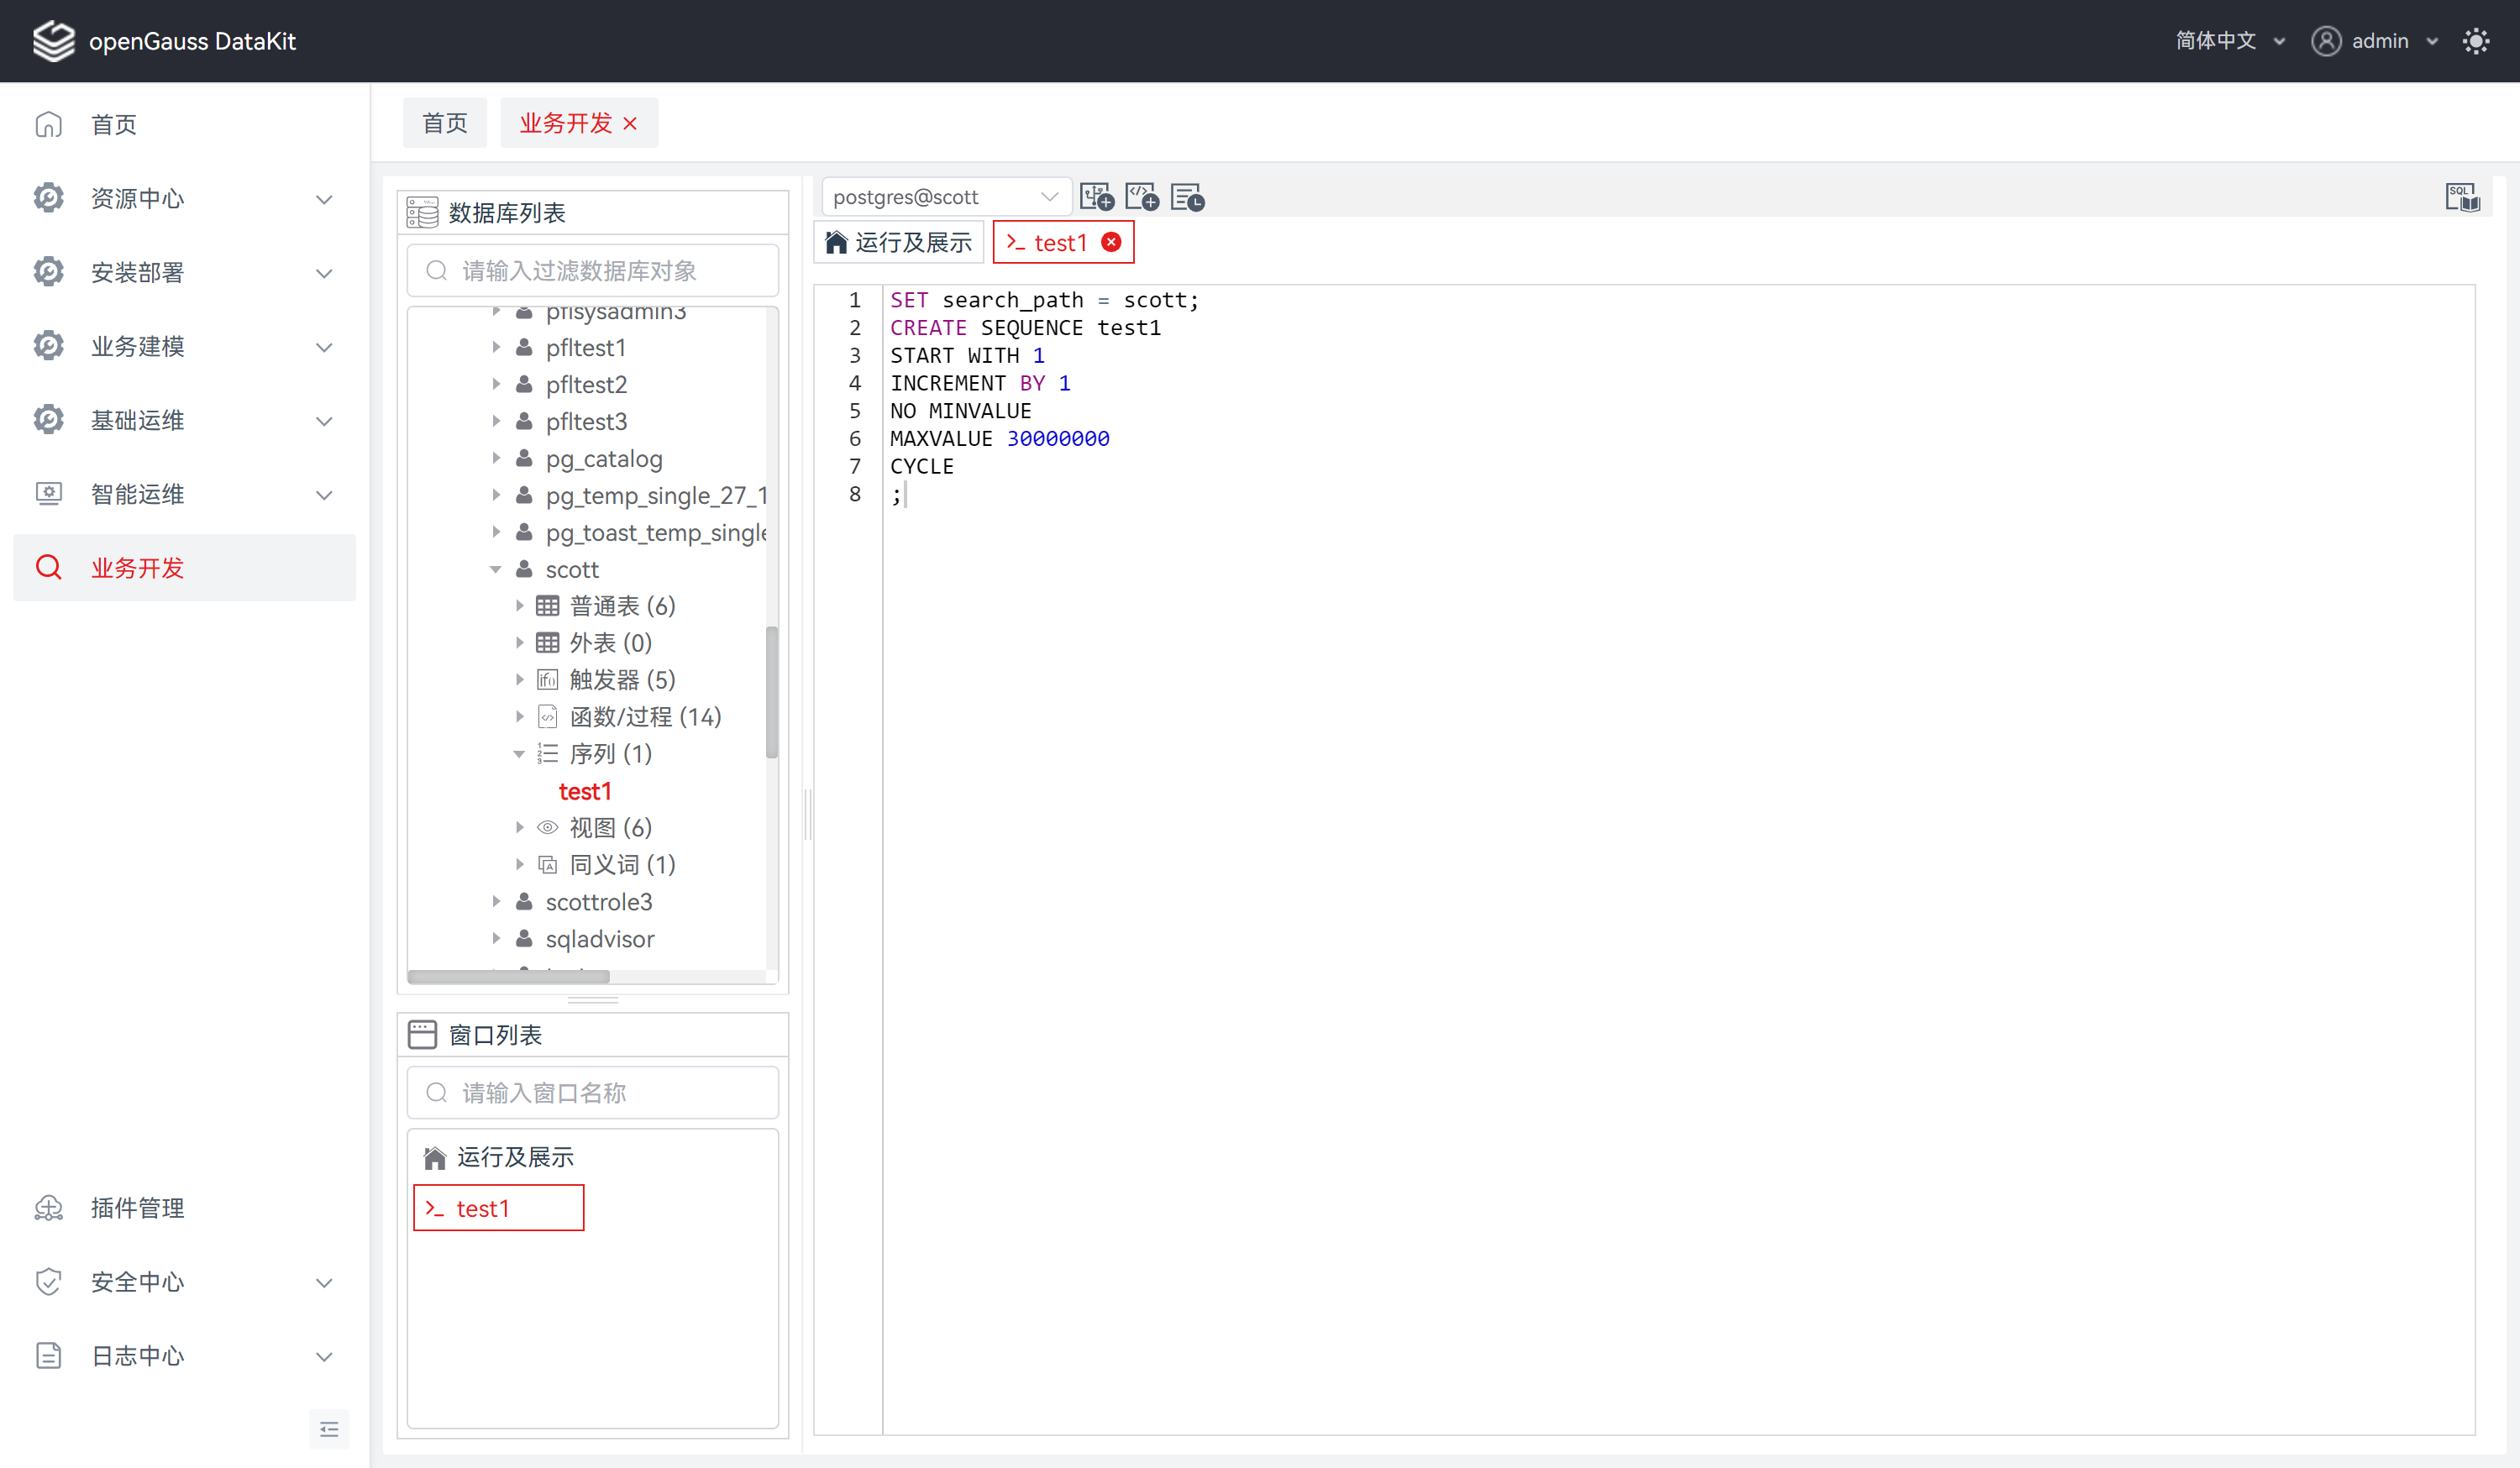 openGauss DataKit
简体中文
admin
首页
资源中心
安装部署
业务建模
基础运维
智能运维
业务开发
插件管理
安全中心
日志中心
首页
业务开发
数据库列表
请输入过滤数据库对象
pflsysadmin3
pfltest1
pfltest2
pfltest3
pg_catalog
pg_temp_single_27_1
pg_toast_temp_single
scott
普通表 (6)
外表 (0)
触发器 (5)
函数/过程 (14)
序列 (1)
test1
视图 (6)
同义词 (1)
scottrole3
sqladvisor
窗口列表
请输入窗口名称
运行及展示
test1
postgres@scott
SQL
运行及展示
test1
1 SET search_path = scott;
2 CREATE SEQUENCE test1
3 START WITH 1
4 INCREMENT BY 1
5 NO MINVALUE
6 MAXVALUE 30000000
7 CYCLE
8 ;